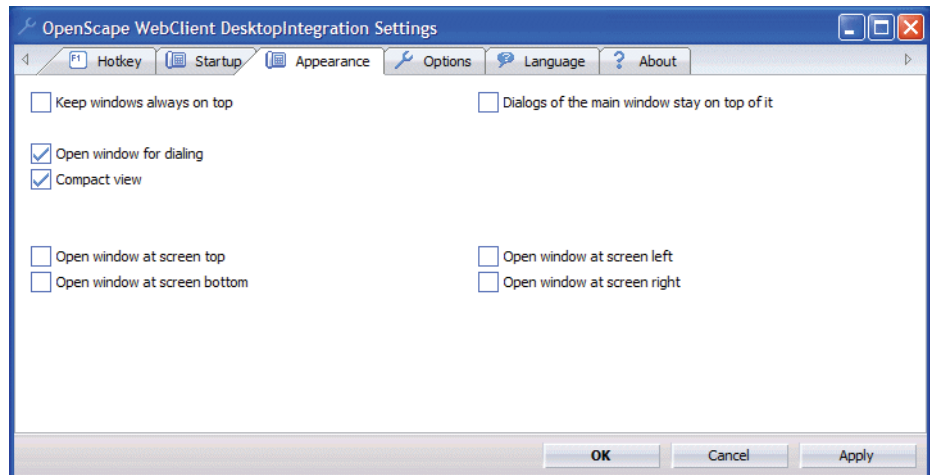 OpenScape WebClient DesktopIntegration Settings
F1 Hotkey Startup Appearance Options Language ? About
Keep windows always on top Dialogs of the main window stay on top of it
Open window for dialing
Compact view
Open window at screen top Open window at screen left
Open window at screen bottom Open window at screen right
OK Cancel Apply